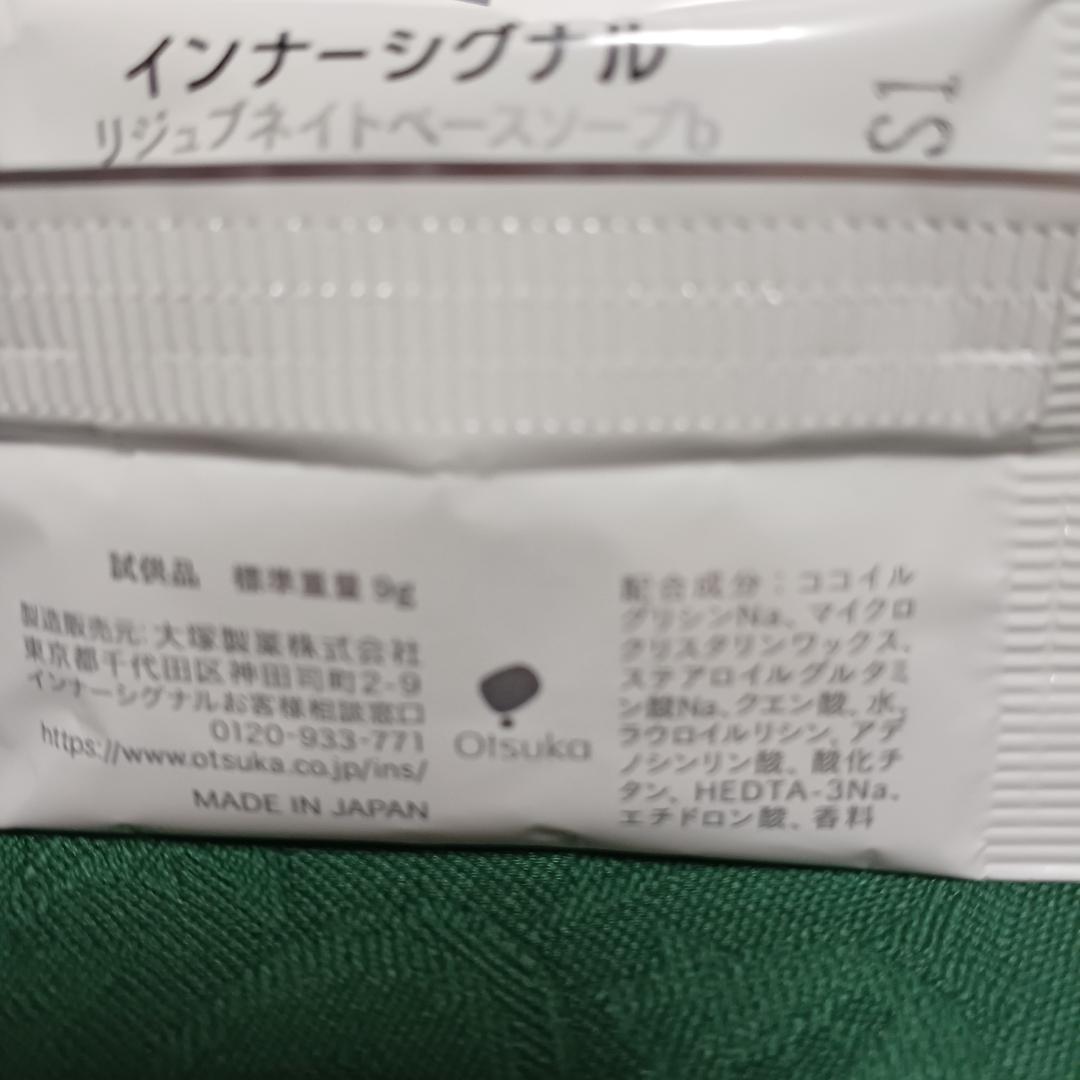 インナーシグナル
リジュブネイトベースソープb
S1
試供品 標準重量 9g
製造販売元: 大塚製薬株式会社
東京都千代田区神田司町2-9
インナーシグナルお客様相談窓口
0120-933-771
https://www.otsuka.co.jp/ins/
MADE IN JAPAN
Otsuka
配合成分：ココイル
グリシンNa、マイクロ
クリスタリンワックス、
ステアロイルグルタミ
ン酸Na、クエン酸、水、
ラウロイルリシン、アデ
ノシンリン酸、酸化チ
タン、HEDTA-3Na、
エチドロン酸、香料